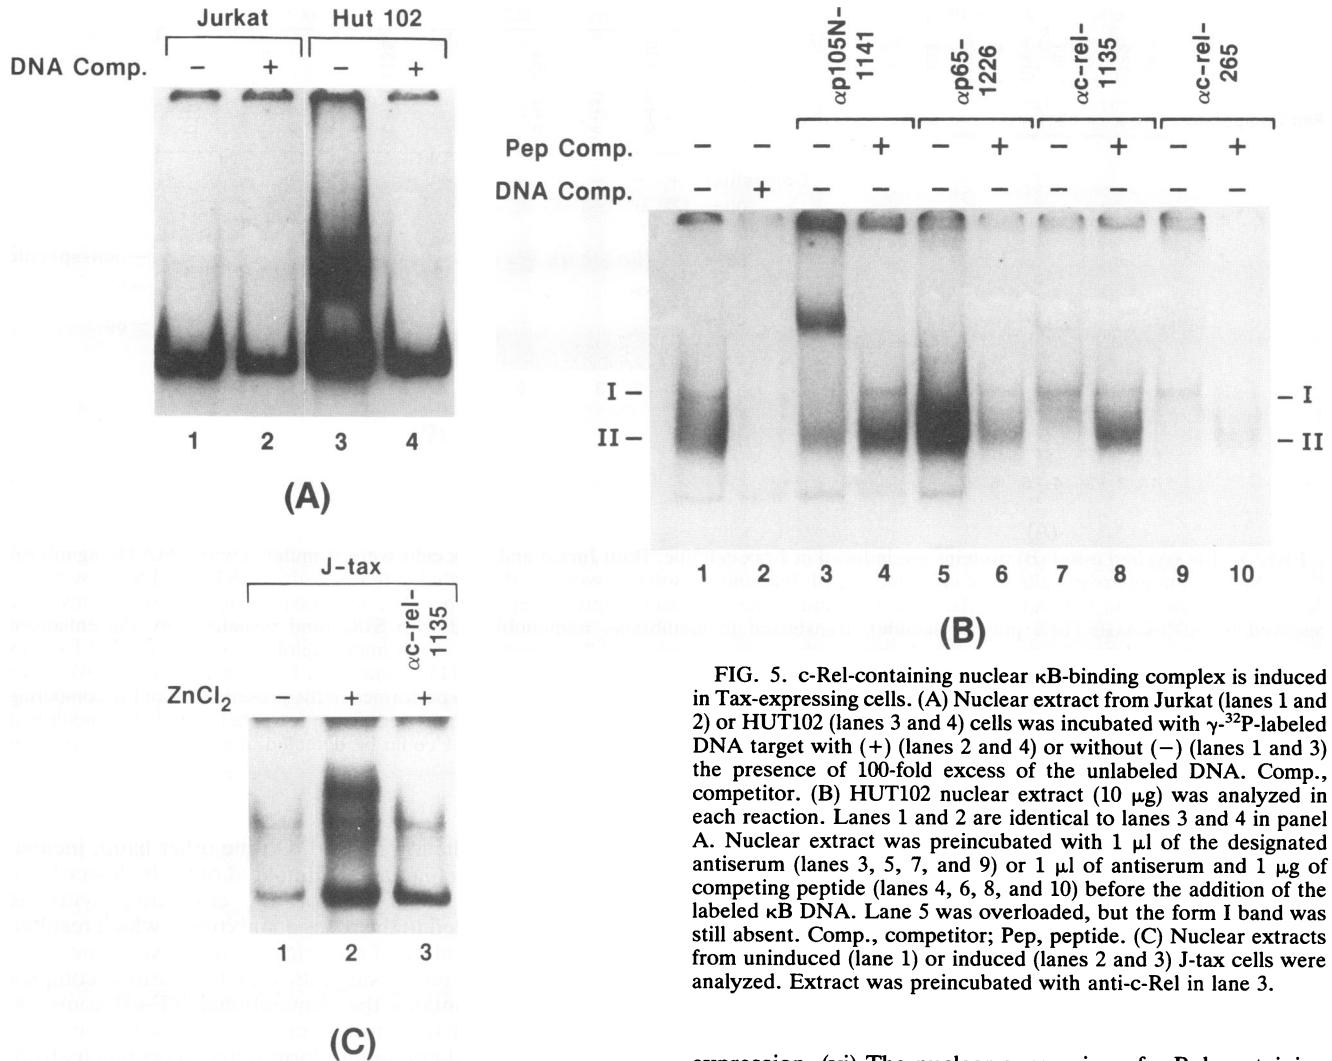 Jurkat Hut 102
DNA Comp. – + – +
1 2 3 4
(A)
αp105N-1141
αp65-1226
αc-rel-1135
αc-rel-265
Pep Comp. – – – + – + – + – +
DNA Comp. – + – – – – – – – –
I – – I
II – – II
1 2 3 4 5 6 7 8 9 10
(B)
J-tax
αc-rel-1135
ZnCl2 – + +
1 2 3
(C)
FIG. 5. c-Rel-containing nuclear κB-binding complex is induced
in Tax-expressing cells. (A) Nuclear extract from Jurkat (lanes 1 and
2) or HUT102 (lanes 3 and 4) cells was incubated with γ-³²P-labeled
DNA target with (+) (lanes 2 and 4) or without (−) (lanes 1 and 3)
the presence of 100-fold excess of the unlabeled DNA. Comp.,
competitor. (B) HUT102 nuclear extract (10 μg) was analyzed in
each reaction. Lanes 1 and 2 are identical to lanes 3 and 4 in panel
A. Nuclear extract was preincubated with 1 μl of the designated
antiserum (lanes 3, 5, 7, and 9) or 1 μl of antiserum and 1 μg of
competing peptide (lanes 4, 6, 8, and 10) before the addition of the
labeled κB DNA. Lane 5 was overloaded, but the form I band was
still absent. Comp., competitor; Pep, peptide. (C) Nuclear extracts
from uninduced (lane 1) or induced (lanes 2 and 3) J-tax cells were
analyzed. Extract was preincubated with anti-c-Rel in lane 3.